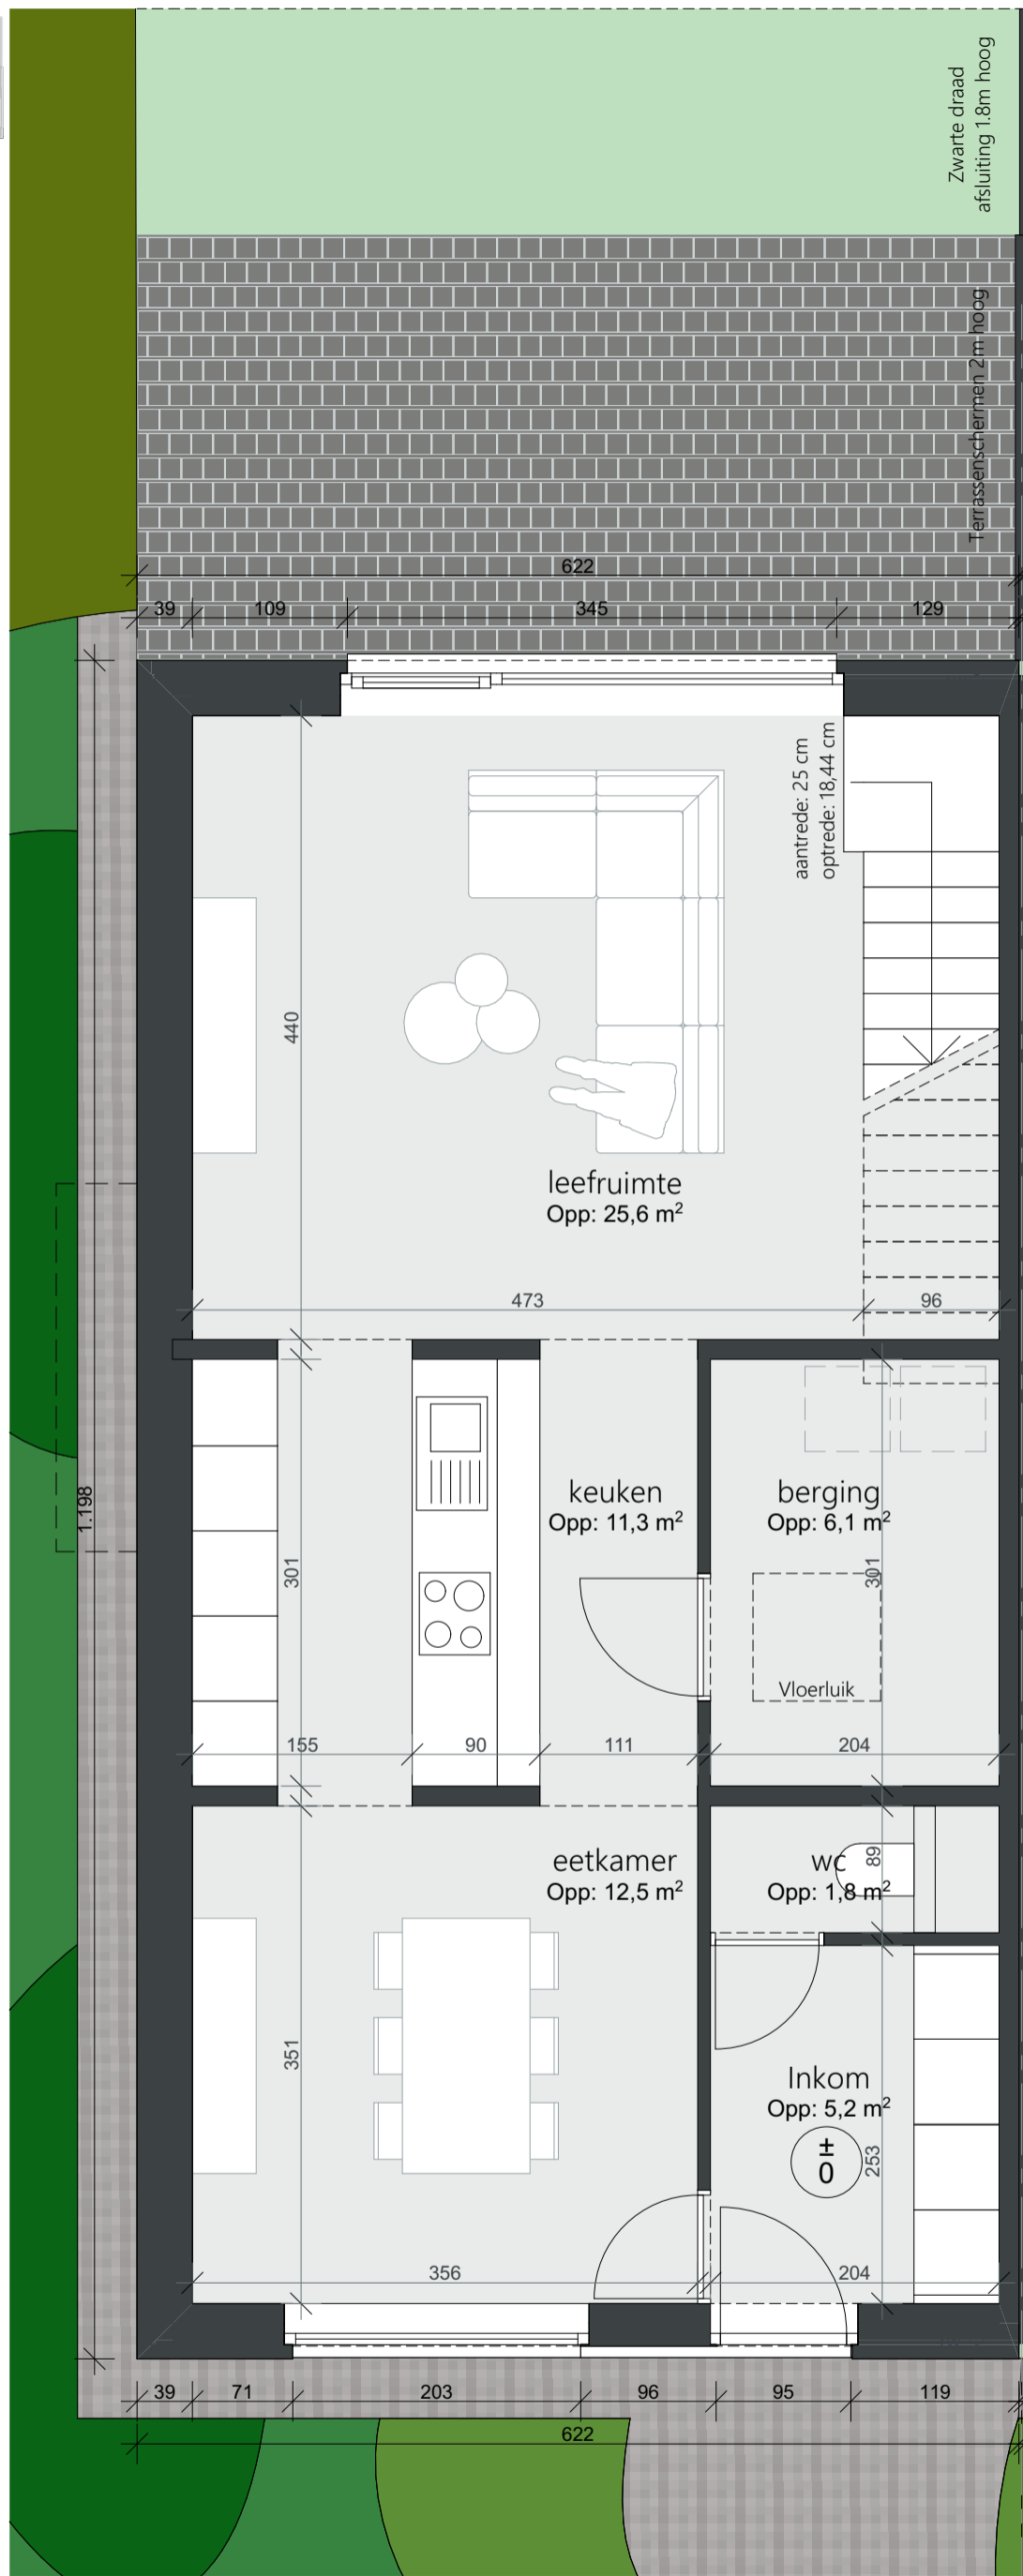 Zwarte draad
afsluiting 1.8m hoog
Terrassenschermen 2m hoog
622
39
109
345
129
aantrede: 25 cm
optrede: 18,44 cm
440
leefruimte
Opp: 25,6 m²
473
96
1.198
keuken
Opp: 11,3 m²
berging
Opp: 6,1 m²
301
301
Vloerluik
155
90
111
204
eetkamer
Opp: 12,5 m²
wc
Opp: 1,8 m²
89
351
Inkom
Opp: 5,2 m²
±
0
253
356
204
39
71
203
96
95
119
622